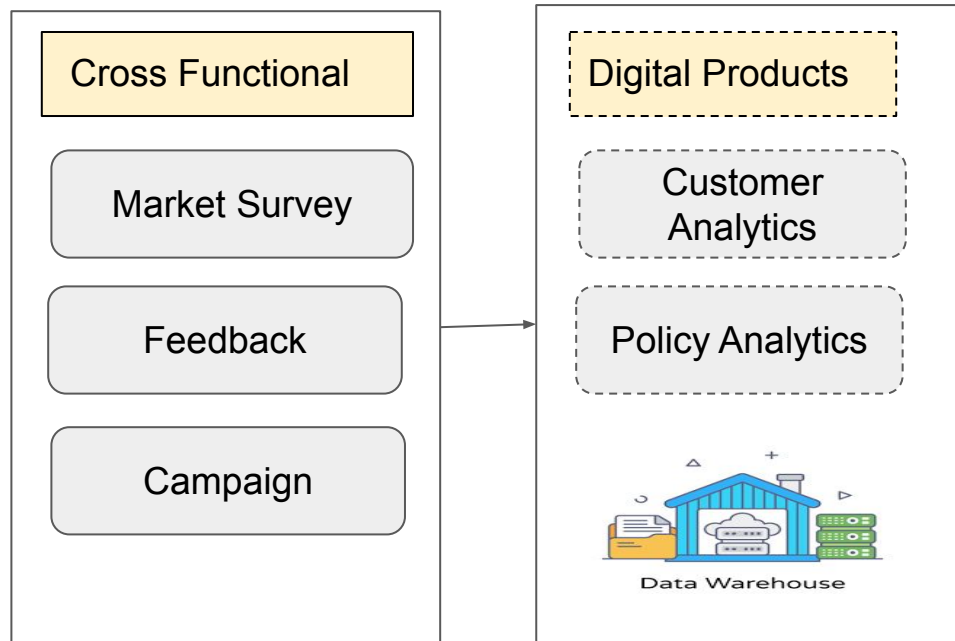 Cross Functional
Market Survey
Feedback
Campaign
Digital Products
Customer
Analytics
Policy Analytics
Data Warehouse